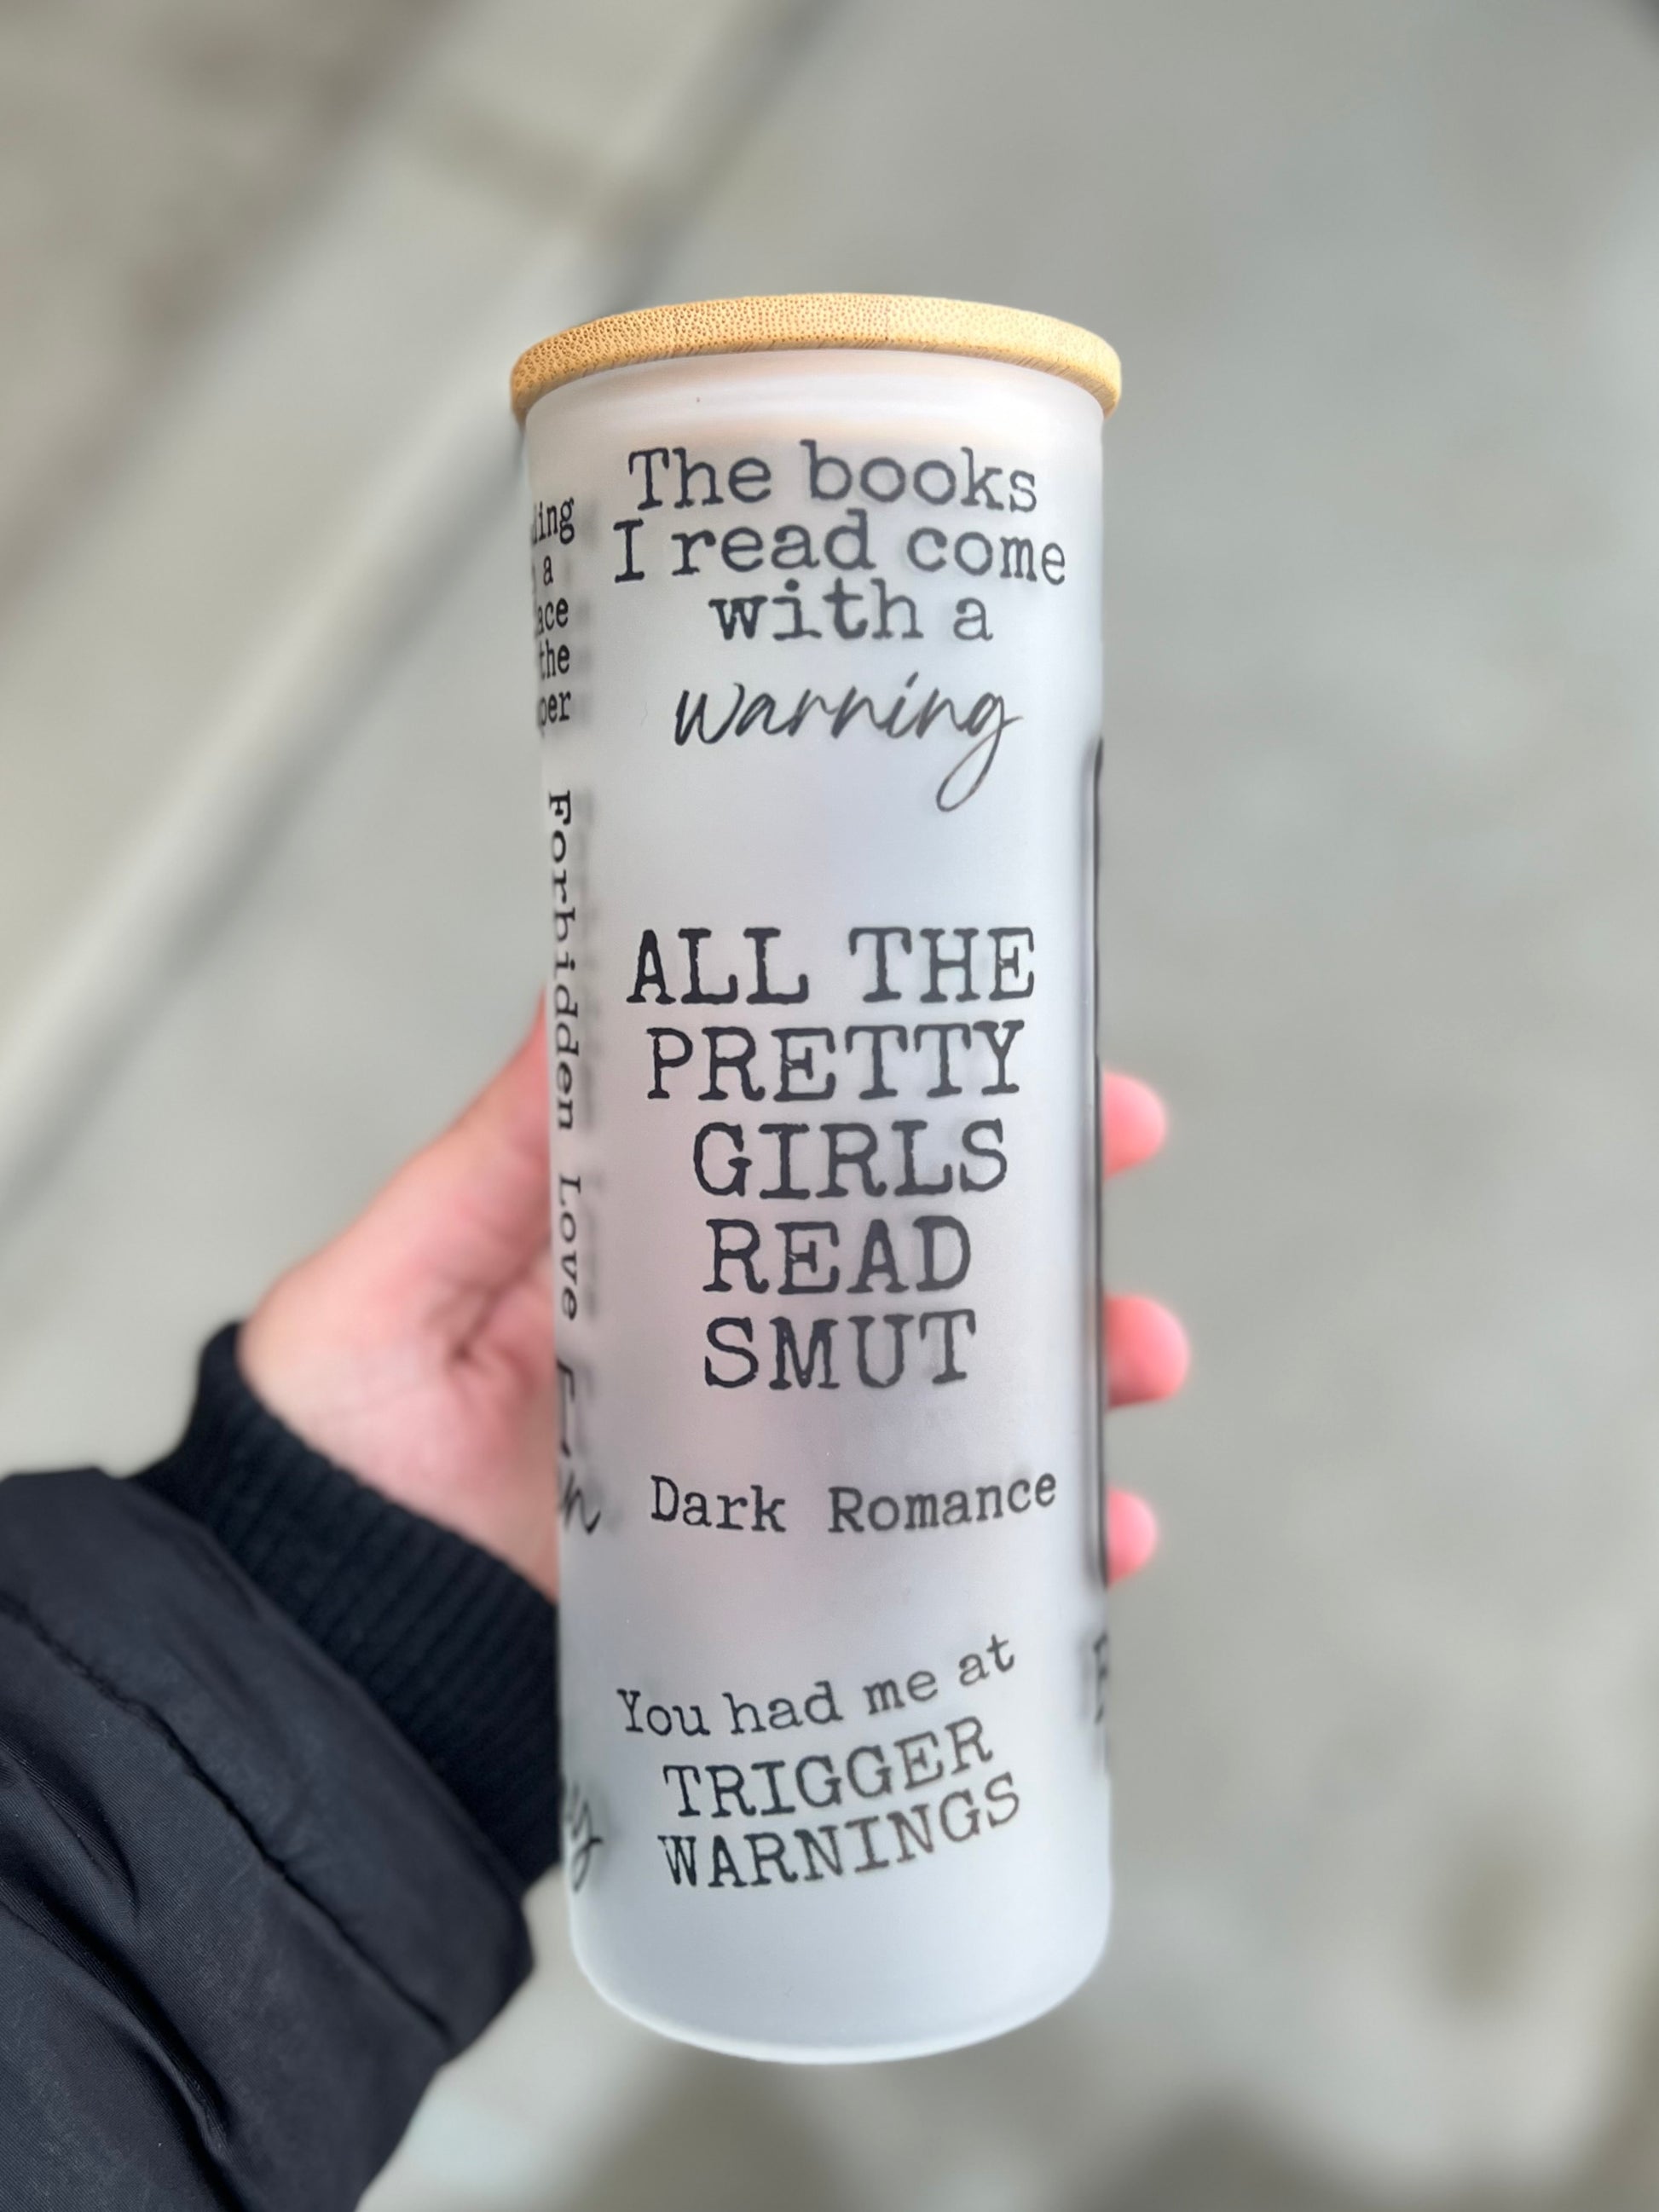 The books
I read come
with a
warning
ALL THE
PRETTY
GIRLS
READ
SMUT
Dark Romance
You had me at
TRIGGER
WARNINGS
a
the
Forbidden Love